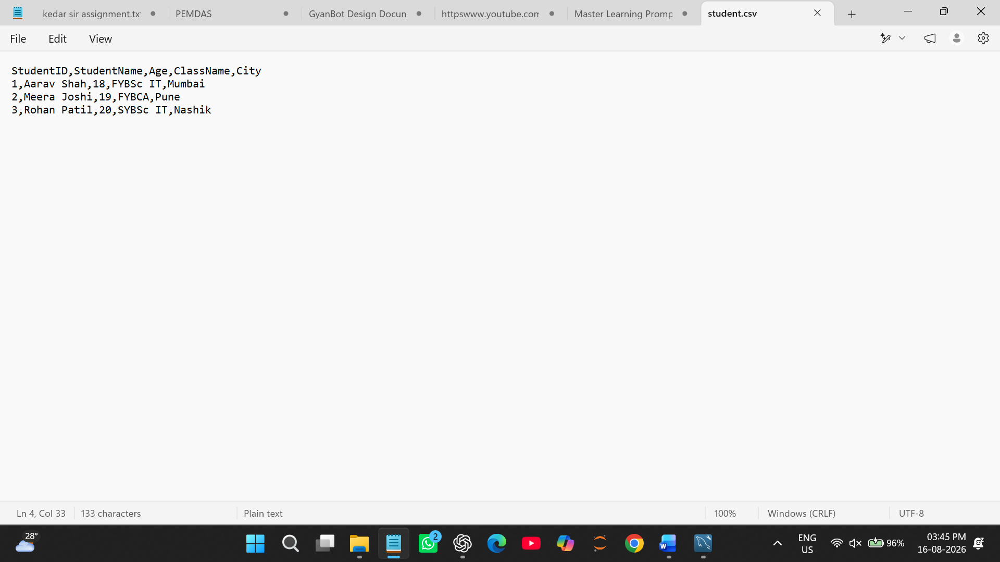 kedar sir assignment.tx
PEMDAS
GyanBot Design Docum
httpswww.youtube.com
Master Learning Promp
student.csv
File
Edit
View
StudentID,StudentName,Age,ClassName,City
1,Aarav Shah,18,FYBSc IT,Mumbai
2,Meera Joshi,19,FYBCA,Pune
3,Rohan Patil,20,SYBSc IT,Nashik
Ln 4, Col 33
133 characters
Plain text
100%
Windows (CRLF)
UTF-8
28°
W
2
ENG
US
96%
03:45 PM
16-08-2026